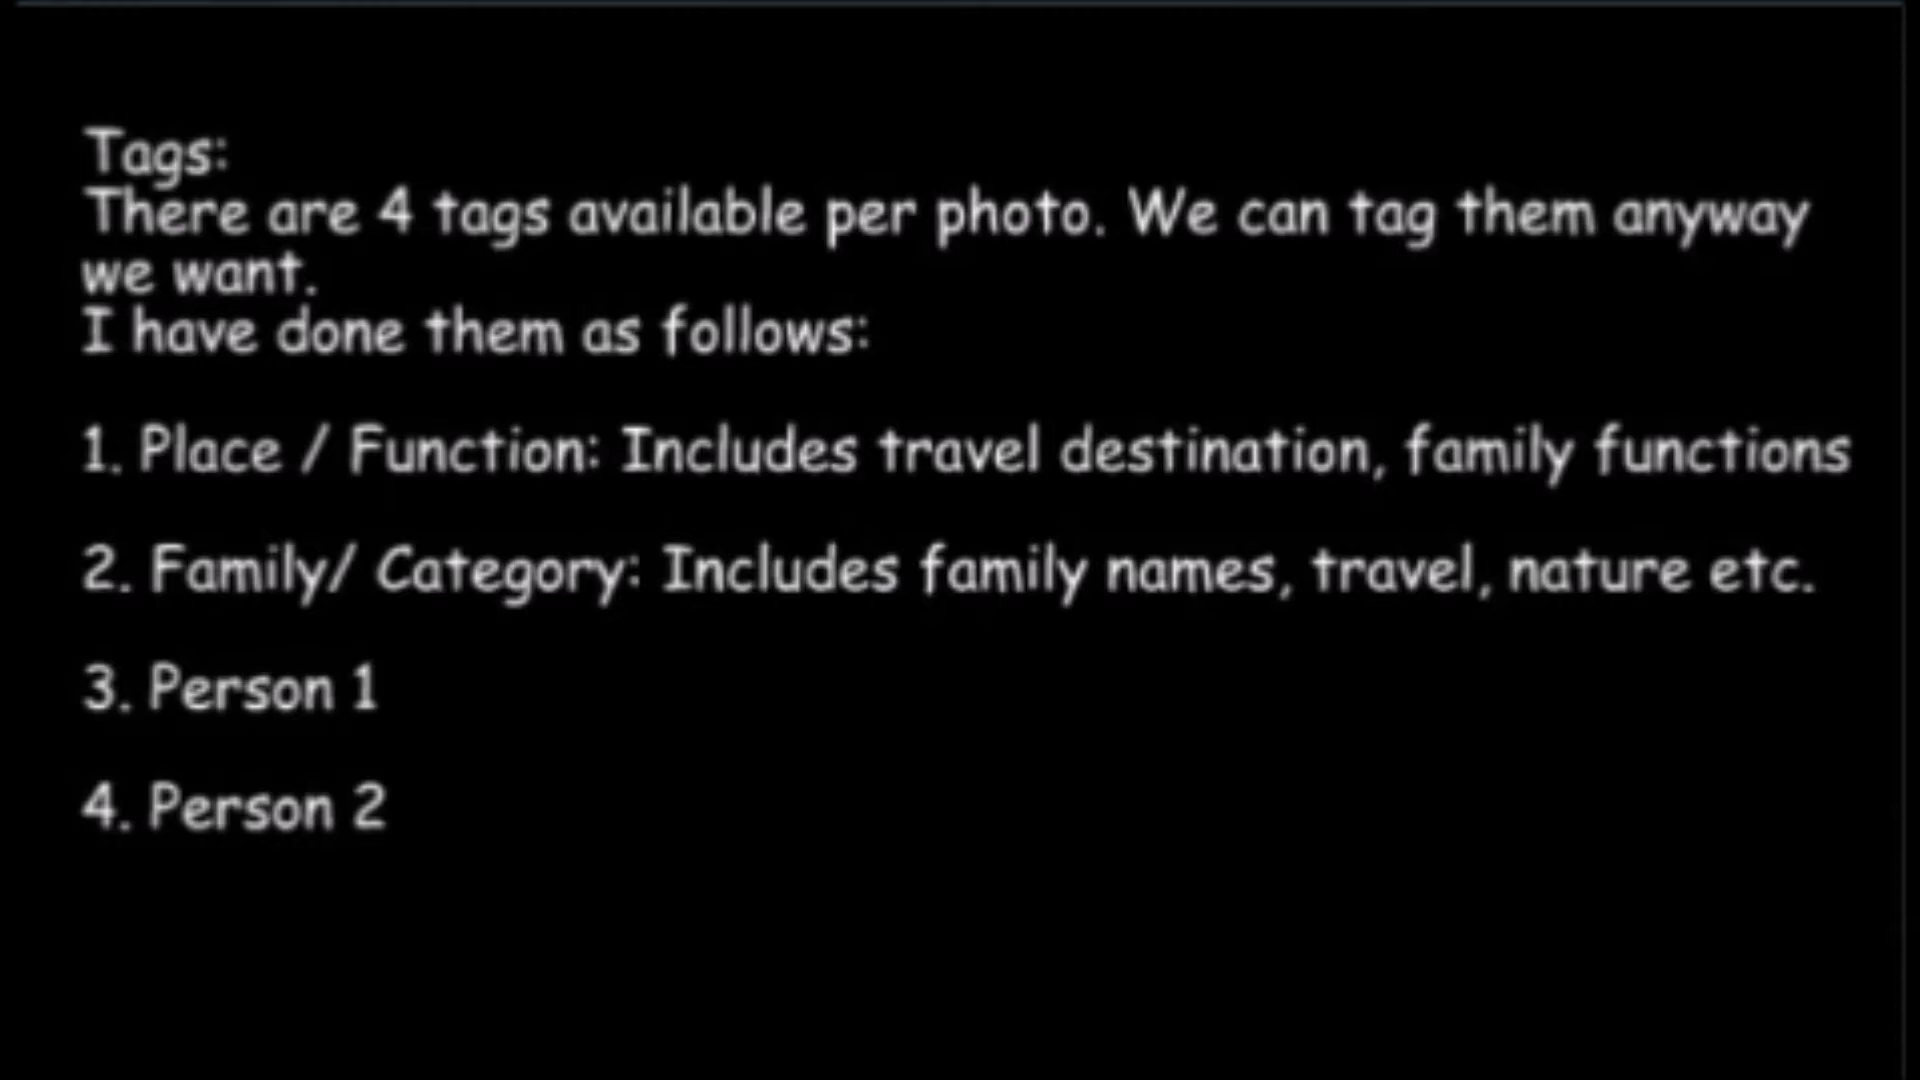 Tags:
There are 4 tags available per photo. We can tag them anyway
we want.
I have done them as follows:
1. Place / Function: Includes travel destination, family functions
2. Family/ Category: Includes family names, travel, nature etc.
3. Person 1
4. Person 2